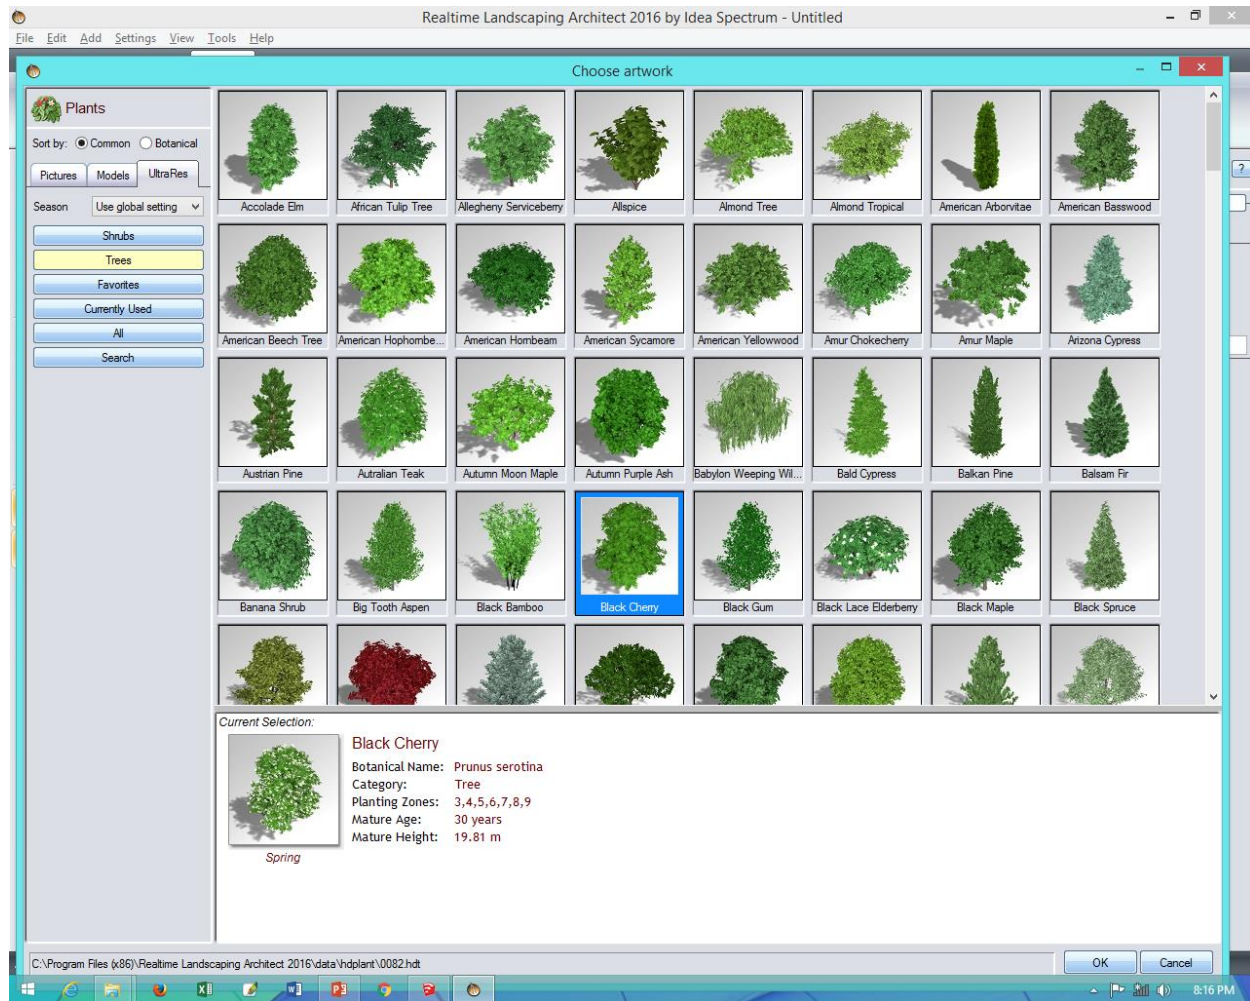 Realtime Landscaping Architect 2016 by Idea Spectrum - Untitled
File Edit Add Settings View Tools Help
Choose artwork
Plants
Sort by: Common Botanical
Pictures Models UltraRes
Season Use global setting
Shrubs
Trees
Favorites
Currently Used
All
Search
Accolade Elm African Tulip Tree Allegheny Serviceberry Allspice Almond Tree Almond Tropical American Arborvitae American Basswood
American Beech Tree American Hophornbe... American Hornbeam American Sycamore American Yellowwood Amur Chokecherry Amur Maple Arizona Cypress
Austrian Pine Autralian Teak Autumn Moon Maple Autumn Purple Ash Babylon Weeping Wil... Bald Cypress Balkan Pine Balsam Fir
Banana Shrub Big Tooth Aspen Black Bamboo Black Cherry Black Gum Black Lace Elderberry Black Maple Black Spruce
Current Selection:
Black Cherry
Botanical Name: Prunus serotina
Category: Tree
Planting Zones: 3,4,5,6,7,8,9
Mature Age: 30 years
Mature Height: 19.81 m
Spring
C:\Program Files (x86)\Realtime Landscaping Architect 2016\data\hdplant\0082.hdt
OK Cancel
8:16 PM